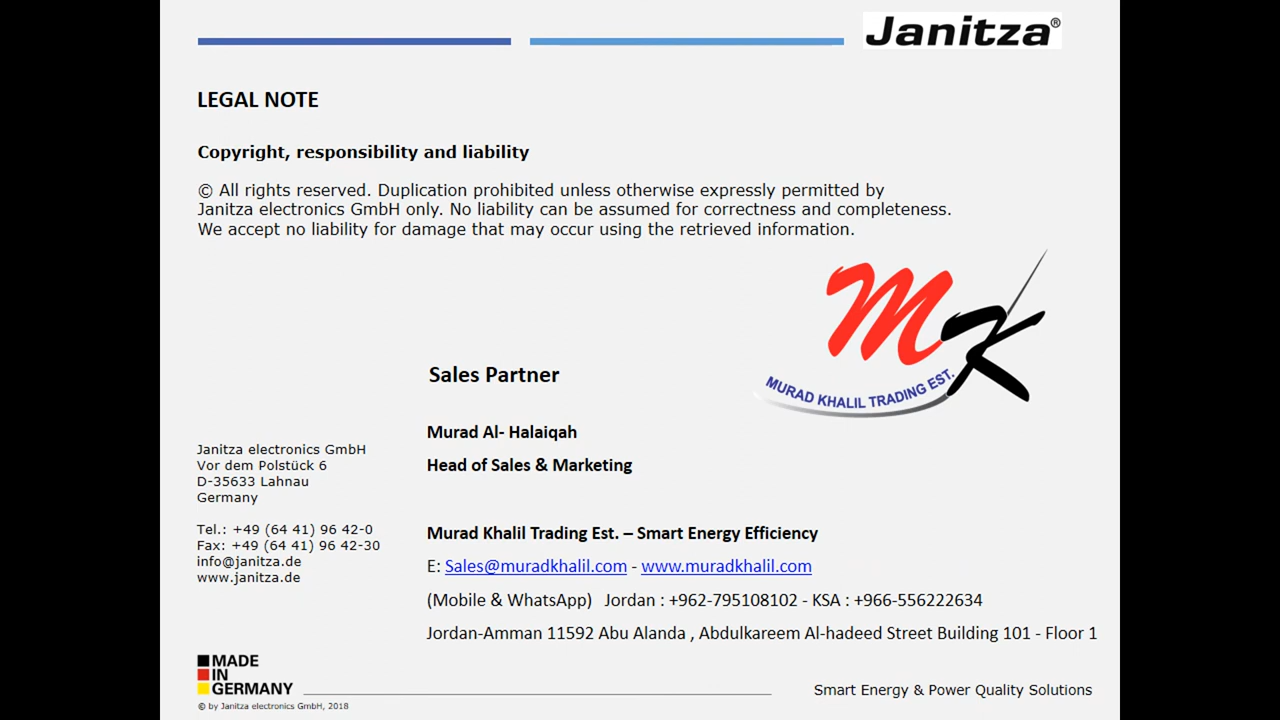 Janitza®
LEGAL NOTE
Copyright, responsibility and liability
© All rights reserved. Duplication prohibited unless otherwise expressly permitted by
Janitza electronics GmbH only. No liability can be assumed for correctness and completeness.
We accept no liability for damage that may occur using the retrieved information.
MK
MURAD KHALIL TRADING EST.
Sales Partner
Murad Al- Halaiqah
Head of Sales & Marketing
Janitza electronics GmbH
Vor dem Polstück 6
D-35633 Lahnau
Germany
Tel.: +49 (64 41) 96 42-0
Fax: +49 (64 41) 96 42-30
info@janitza.de
www.janitza.de
Murad Khalil Trading Est. – Smart Energy Efficiency
E: Sales@muradkhalil.com - www.muradkhalil.com
(Mobile & WhatsApp) Jordan : +962-795108102 - KSA : +966-556222634
Jordan-Amman 11592 Abu Alanda , Abdulkareem Al-hadeed Street Building 101 - Floor 1
MADE
IN
GERMANY
Smart Energy & Power Quality Solutions
© by Janitza electronics GmbH, 2018